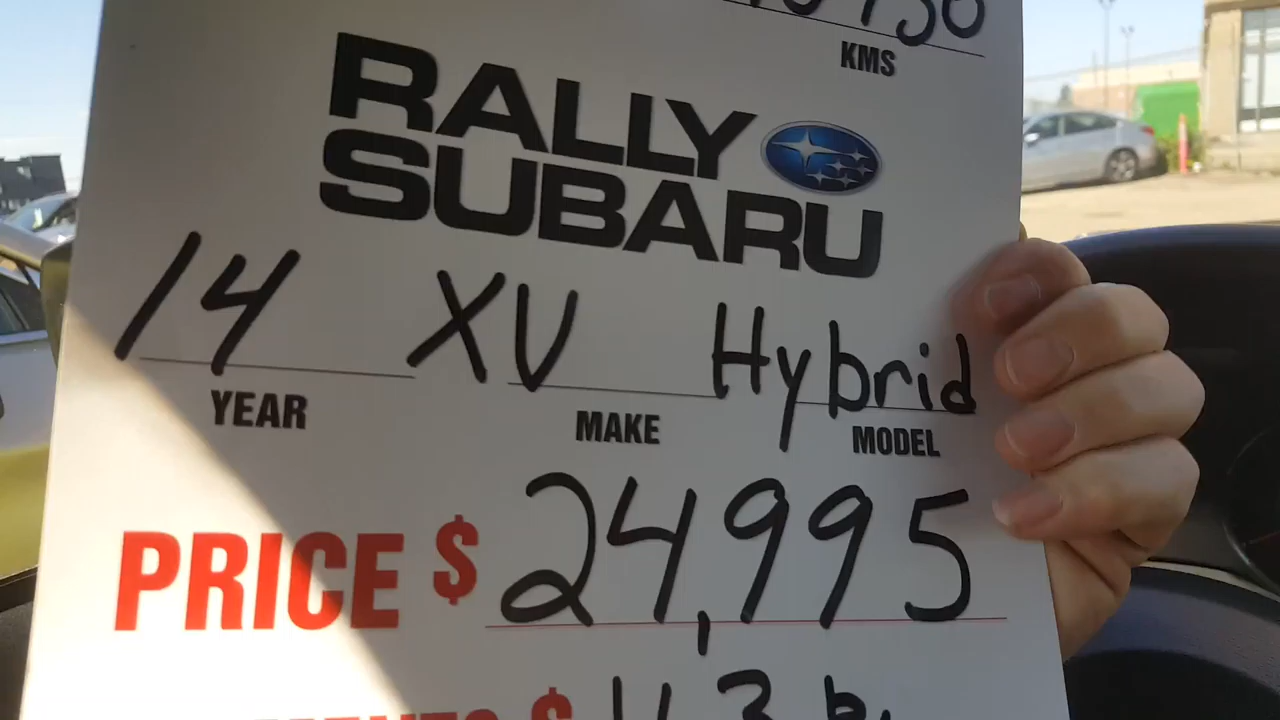 KMS
RALLY
SUBARU
14 XV Hybrid
YEAR MAKE MODEL
PRICE $ 24,995